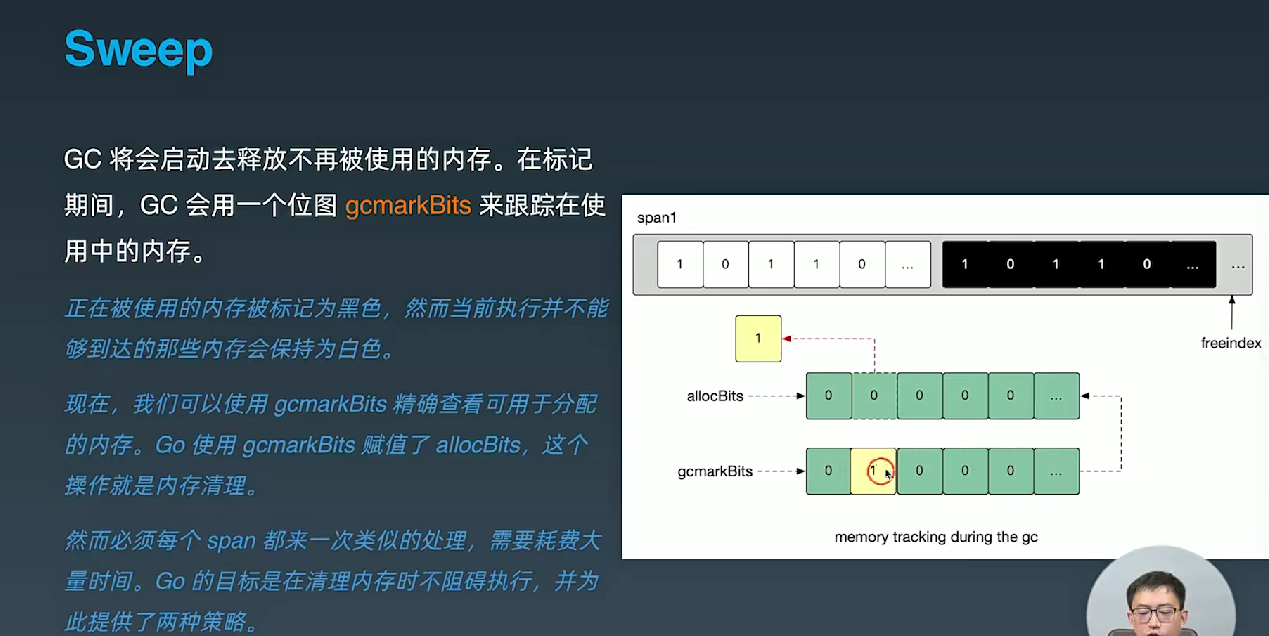 Sweep
GC 将会启动去释放不再被使用的内存。在标记
期间，GC 会用一个位图 gcmarkBits 来跟踪在使
用中的内存。
正在被使用的内存被标记为黑色，然而当前执行并不能
够到达的那些内存会保持为白色。
现在，我们可以使用 gcmarkBits 精确查看可用于分配
的内存。Go 使用 gcmarkBits 赋值了 allocBits，这个
操作就是内存清理。
然而必须每个 span 都来一次类似的处理，需要耗费大
量时间。Go 的目标是在清理内存时不阻碍执行，并为
此提供了两种策略。
span1
1 0 1 1 0 ... 1 0 1 1 0 ... ...
freeindex
1
allocBits 0 0 0 0 0 ...
gcmarkBits 0 1 0 0 0 ...
memory tracking during the gc